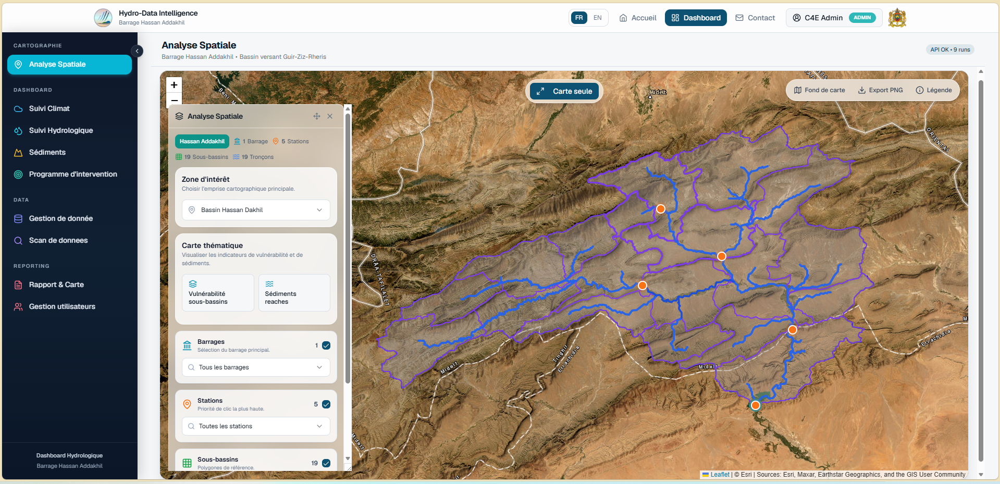 Hydro-Data Intelligence
Barrage Hassan Addakhil
FR
EN
Accueil
Dashboard
Contact
C4E Admin
ADMIN
CARTOGRAPHIE
Analyse Spatiale
DASHBOARD
Suivi Climat
Suivi Hydrologique
Sédiments
Programme d'intervention
DATA
Gestion de donnée
Scan de donnees
REPORTING
Rapport & Carte
Gestion utilisateurs
Dashboard Hydrologique
Barrage Hassan Addakhil
Analyse Spatiale
Barrage Hassan Addakhil • Bassin versant Guir-Ziz-Rheris
API OK • 9 runs
+
−
Carte seule
Fond de carte
Export PNG
Légende
Analyse Spatiale
Hassan Addakhil
1 Barrage
5 Stations
19 Sous-bassins
19 Tronçons
Zone d'intérêt
Choisir l'emprise cartographique principale.
Bassin Hassan Dakhil
Carte thématique
Visualiser les indicateurs de vulnérabilité et de
sédiments.
Vulnérabilité
sous-bassins
Sédiments
reaches
Barrages
1
Sélection du barrage principal.
Tous les barrages
Stations
5
Priorité de clic la plus haute.
Toutes les stations
Sous-bassins
19
Polygones de référence.
Beni M
Midelt
ORIENTAL
DRÂA-TAFILALET
Midelt
Tinghir
Errachidia
Midelt
Errachidia
M
Midelt
Leaflet | © Esri | Sources: Esri, Maxar, Earthstar Geographics, and the GIS User Community